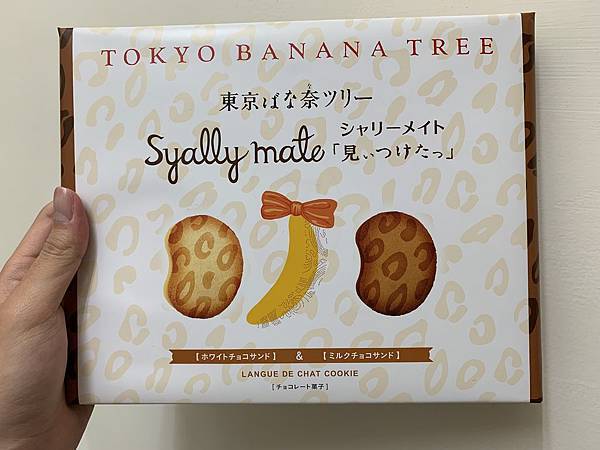 TOKYO BANANA TREE
東京ばな奈ツリー
Syally mate シャリーメイト
「見ぃつけたっ」
【ホワイトチョコサンド】 & 【ミルクチョコサンド】
LANGUE DE CHAT COOKIE
[チョコレート菓子]